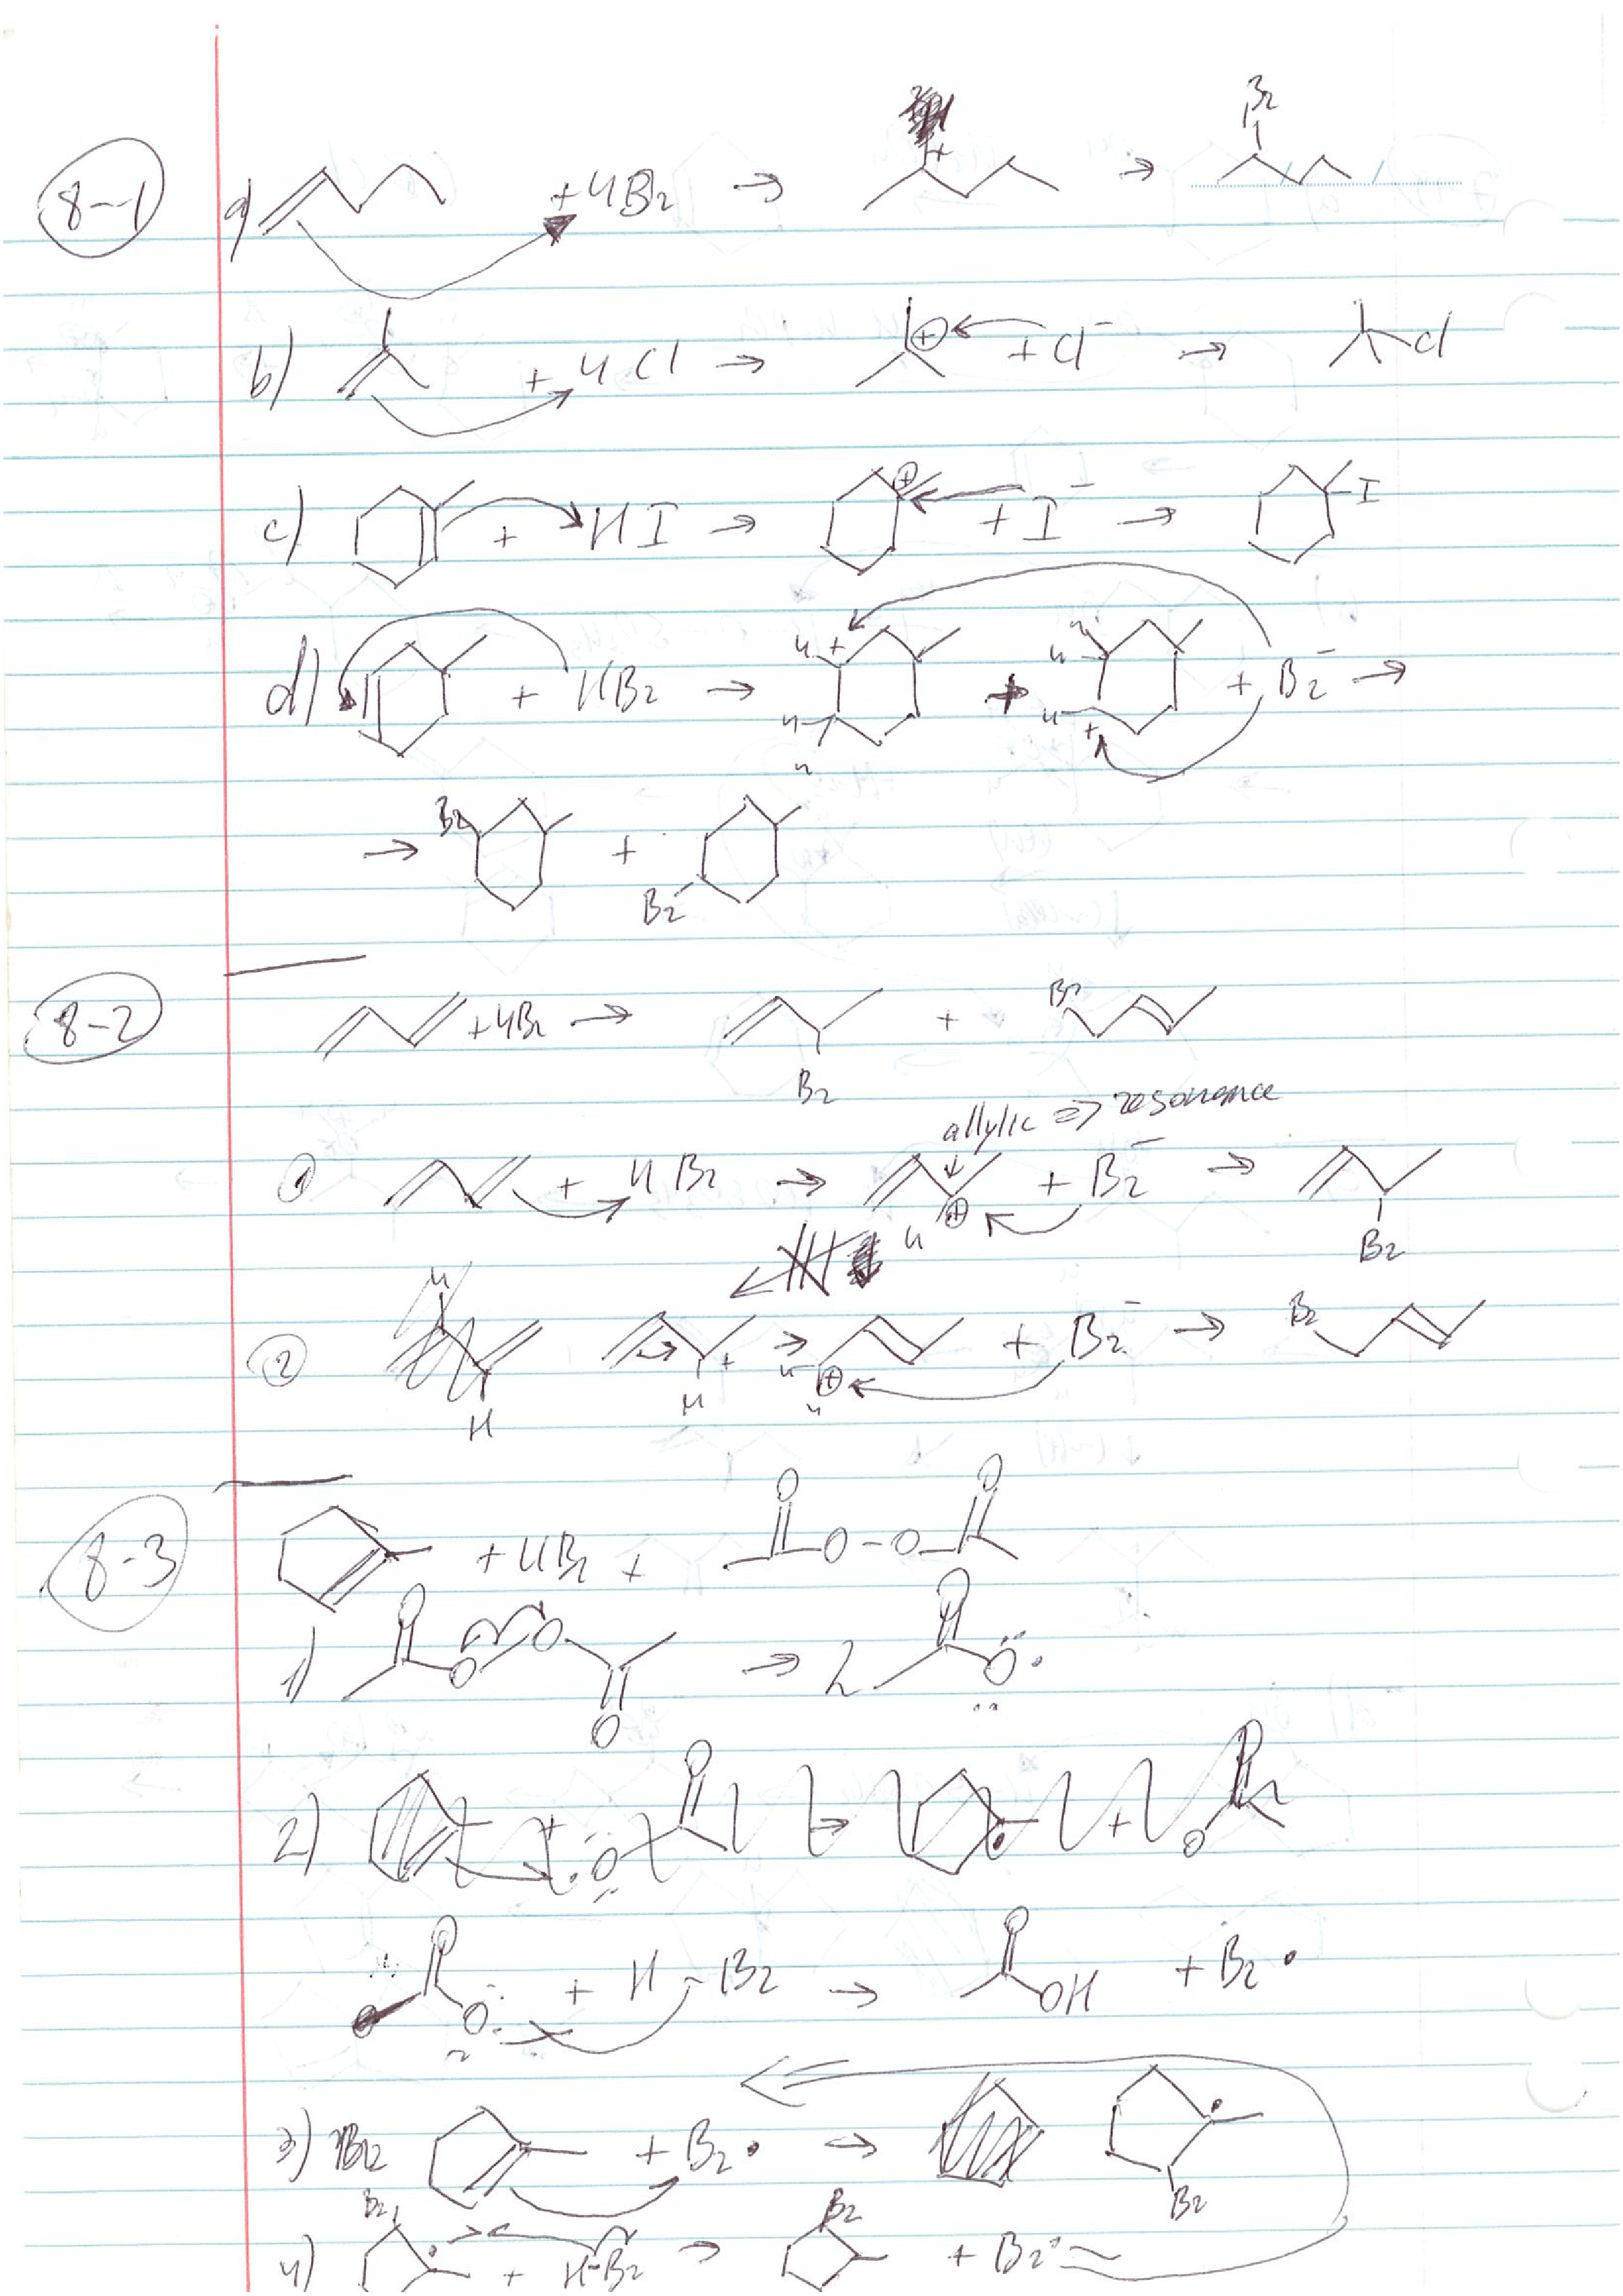 8-1 a) + HBr → + → Br
b) + HCl → ⊕ + Cl⁻ → Cl
c) + HI → ⊕ + I⁻ → I
d) + HBr → H + H H + H H + + Br⁻ →
→ Br + Br
8-2 + HBr → Br + Br
allylic => resonance
① + HBr → ⊕ H + Br⁻ → Br
② H + H → H ⊕ H + Br⁻ → Br
8-3 + HBr + O O-O O
1) O O O O → 2 O O·
2)
O O· + H-Br → O OH + Br·
3) + Br· → Br
4) Br · + H-Br → Br + Br·